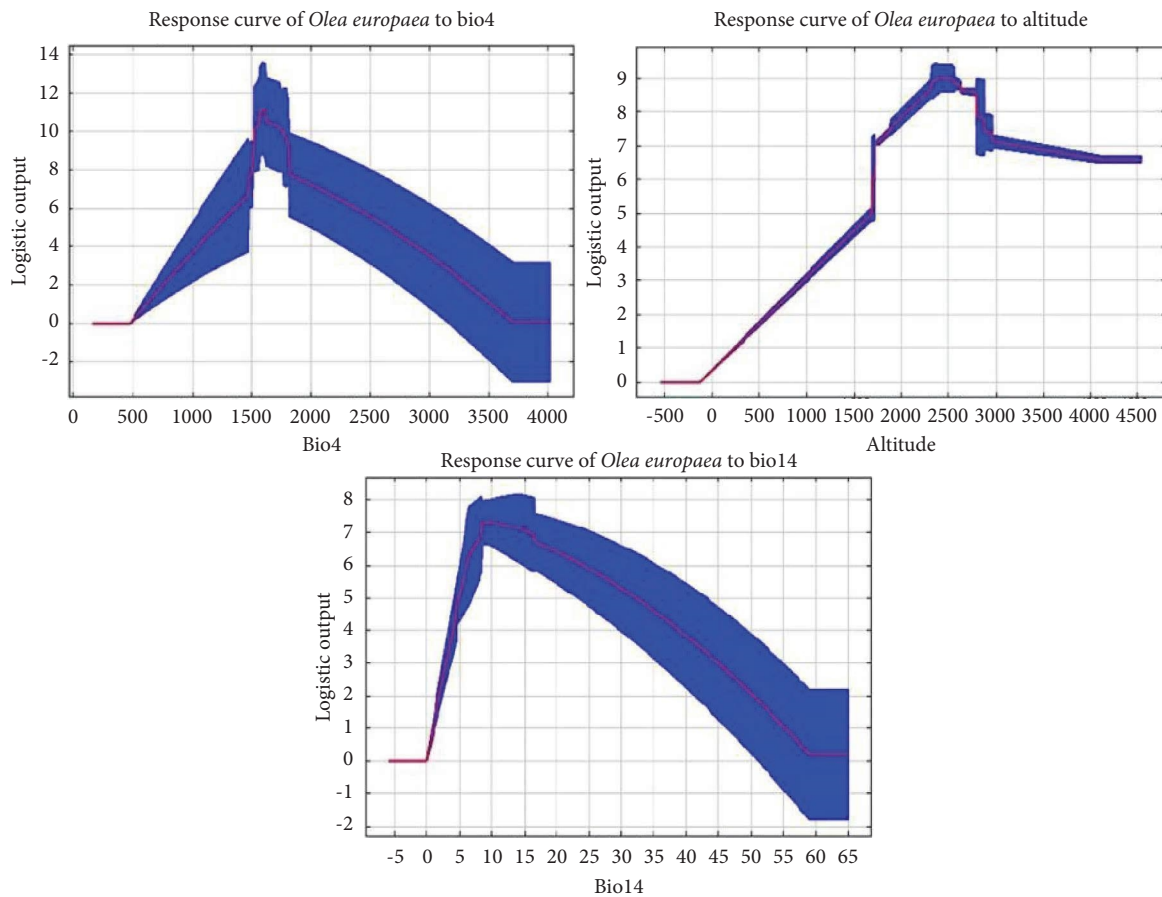 Response curve of Olea europaea to bio4
14
12
10
8
6
4
2
0
-2
Logistic output
0 500 1000 1500 2000 2500 3000 3500 4000
Bio4
Response curve of Olea europaea to altitude
9
8
7
6
5
4
3
2
1
0
Logistic output
-500 0 500 1000 1500 2000 2500 3000 3500 4000 4500
Altitude
Response curve of Olea europaea to bio14
8
7
6
5
4
3
2
1
0
-1
-2
Logistic output
-5 0 5 10 15 20 25 30 35 40 45 50 55 60 65
Bio14